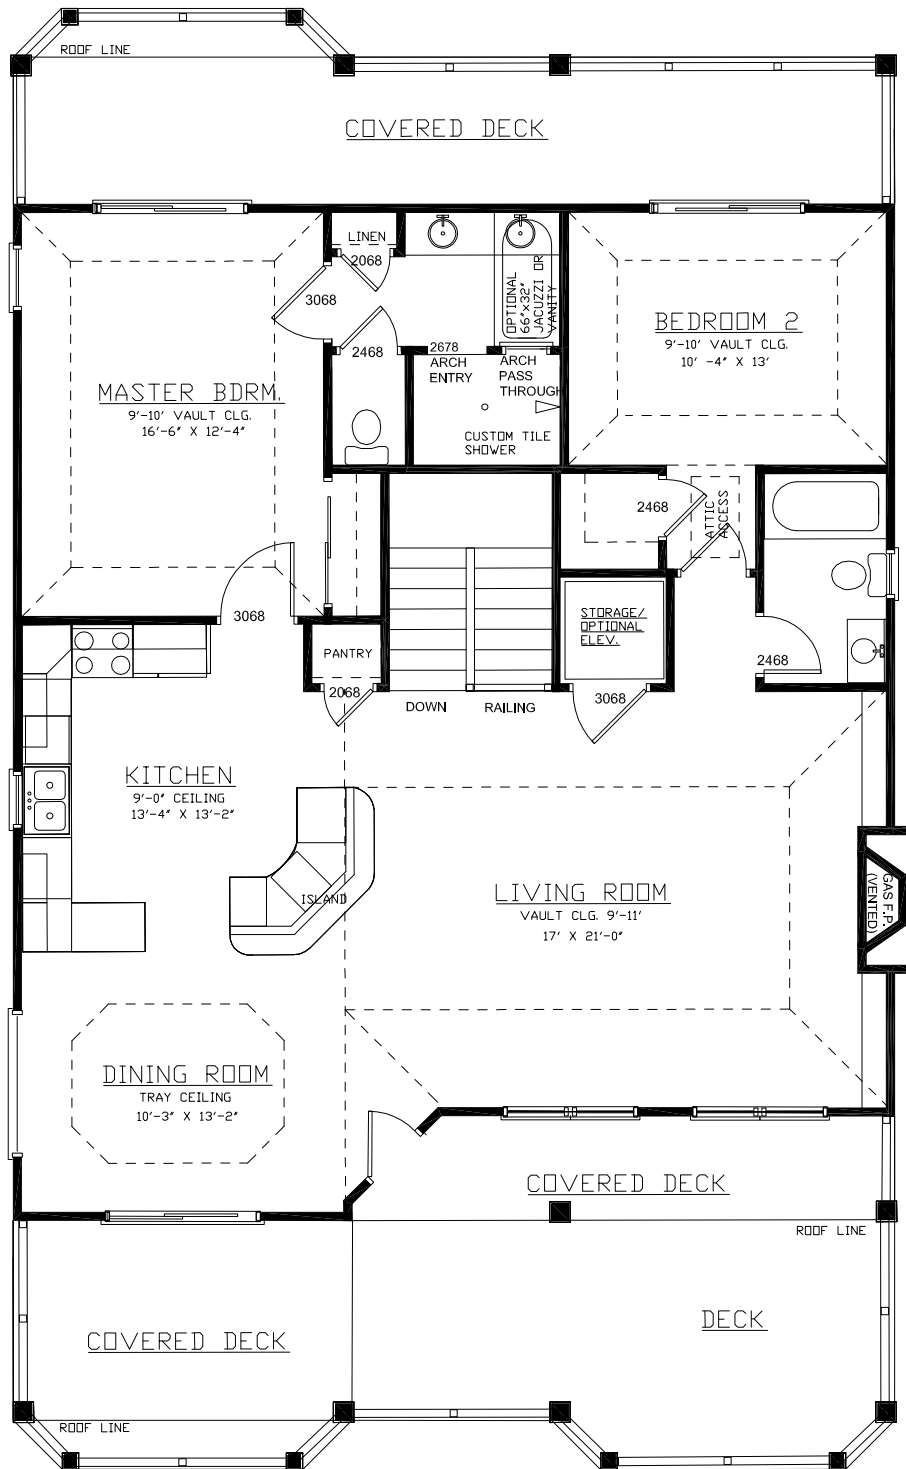 ROOF LINE
COVERED DECK
LINEN
2068
3068
2468
OPTIONAL
66"x32"
JACUZZI OR
VANITY
2678
ARCH
ENTRY
ARCH
PASS
THROUGH
CUSTOM TILE
SHOWER
BEDROOM 2
9'-10' VAULT CLG.
10' -4" X 13'
MASTER BDRM.
9'-10' VAULT CLG.
16'-6" X 12'-4"
2468
ATTIC
ACCESS
3068
STORAGE/
OPTIONAL
ELEV.
PANTRY
2068
2468
3068
DOWN
RAILING
KITCHEN
9'-0" CEILING
13'-4" X 13'-2"
ISLAND
LIVING ROOM
VAULT CLG. 9'-11'
17' X 21'-0"
GAS F.P.
(VENTED)
DINING ROOM
TRAY CEILING
10'-3" X 13'-2"
COVERED DECK
ROOF LINE
DECK
COVERED DECK
ROOF LINE